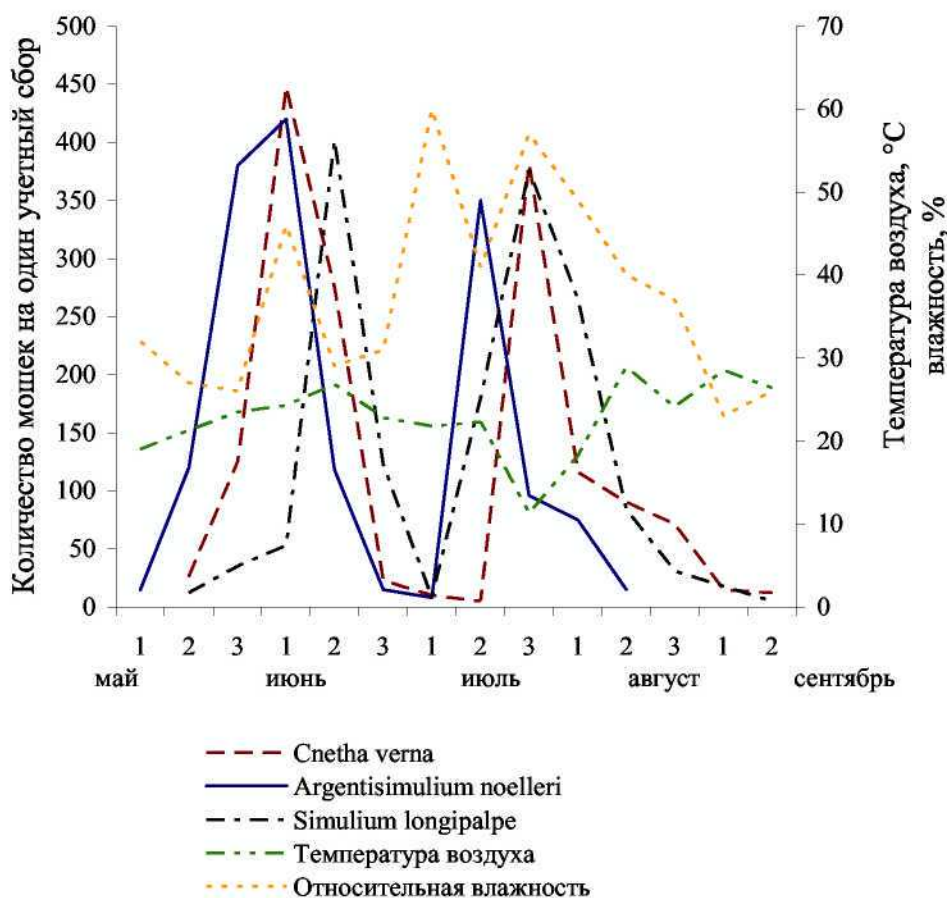 Количество мошек на один учетный сбор
500
450
400
350
300
250
200
150
100
50
0
70
60
50
40
30
20
10
0
Температура воздуха, °C
влажность, %
1 2 3 1 2 3 1 2 3 1 2 3 1 2
май июнь июль август сентябрь
Cnetha verna
Argentisimulium noelleri
Simulium longipalpe
Температура воздуха
Относительная влажность